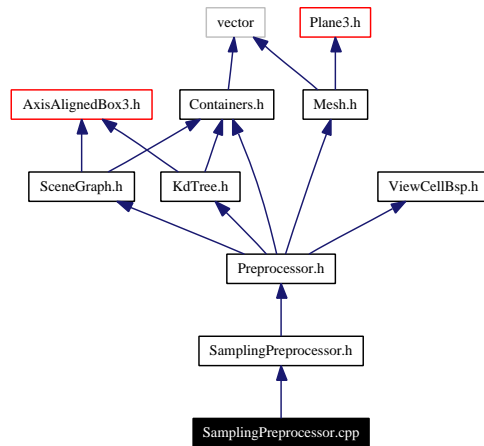 vector
Plane3.h
AxisAlignedBox3.h
Containers.h
Mesh.h
SceneGraph.h
KdTree.h
ViewCellBsp.h
Preprocessor.h
SamplingPreprocessor.h
SamplingPreprocessor.cpp